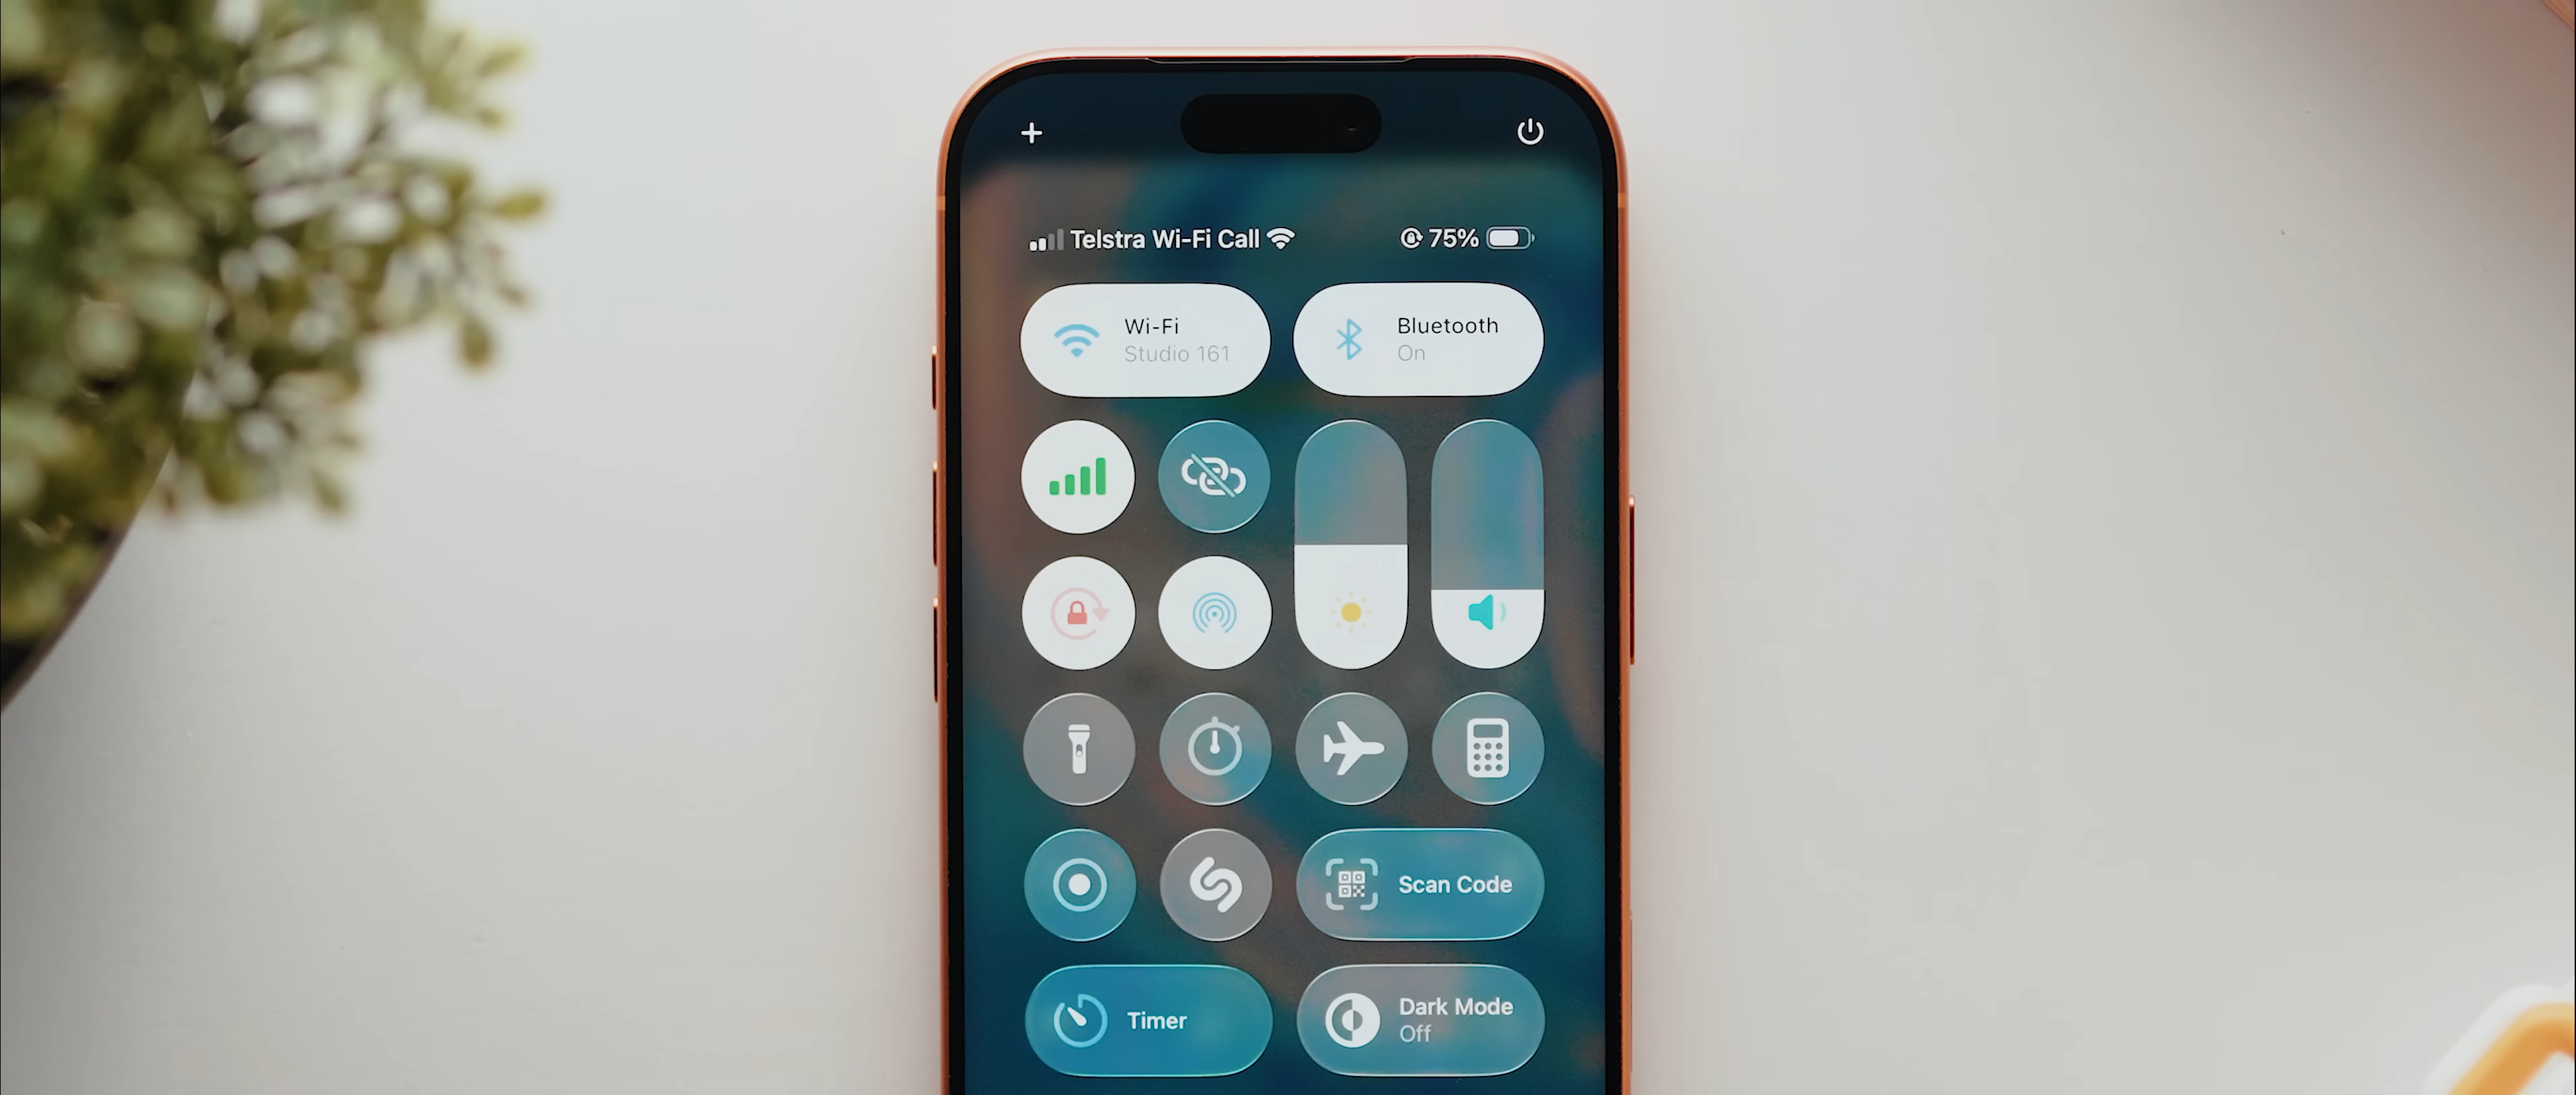 Telstra Wi-Fi Call 75%
Wi-Fi
Studio 161
Bluetooth
On
Scan Code
Timer
Dark Mode
Off